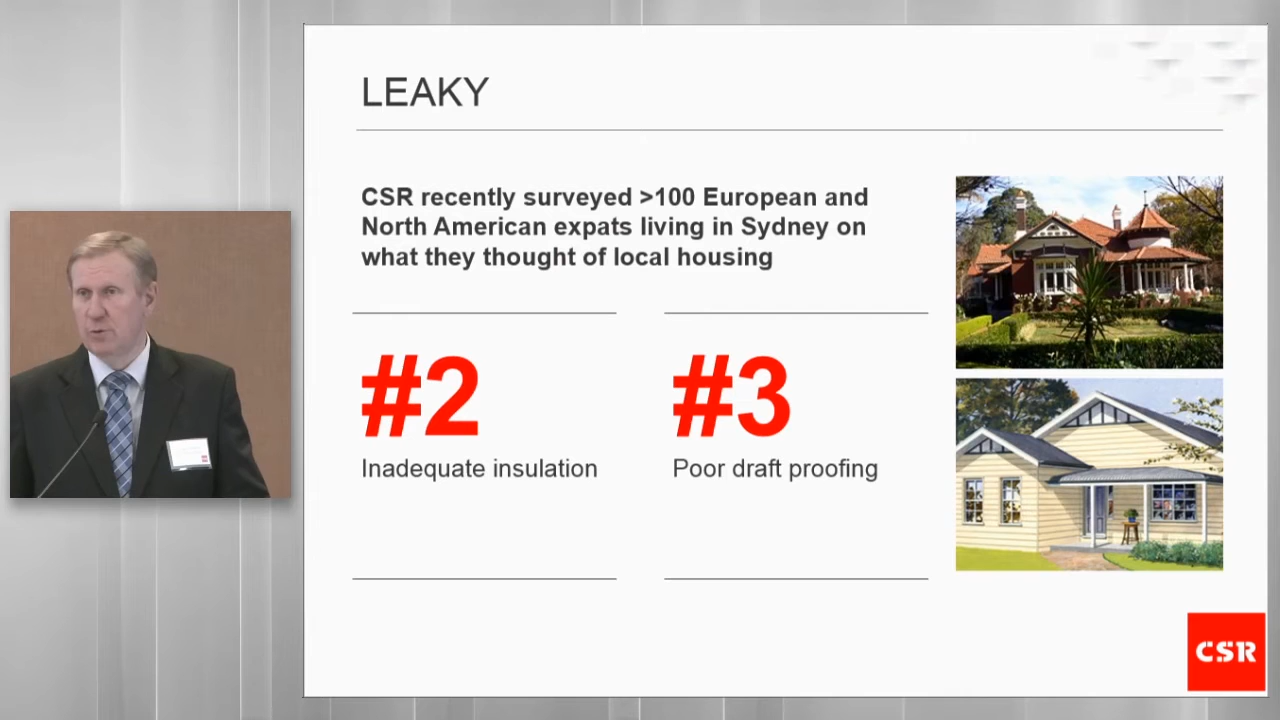 LEAKY
CSR recently surveyed >100 European and
North American expats living in Sydney on
what they thought of local housing
#2
#3
Inadequate insulation
Poor draft proofing
CSR